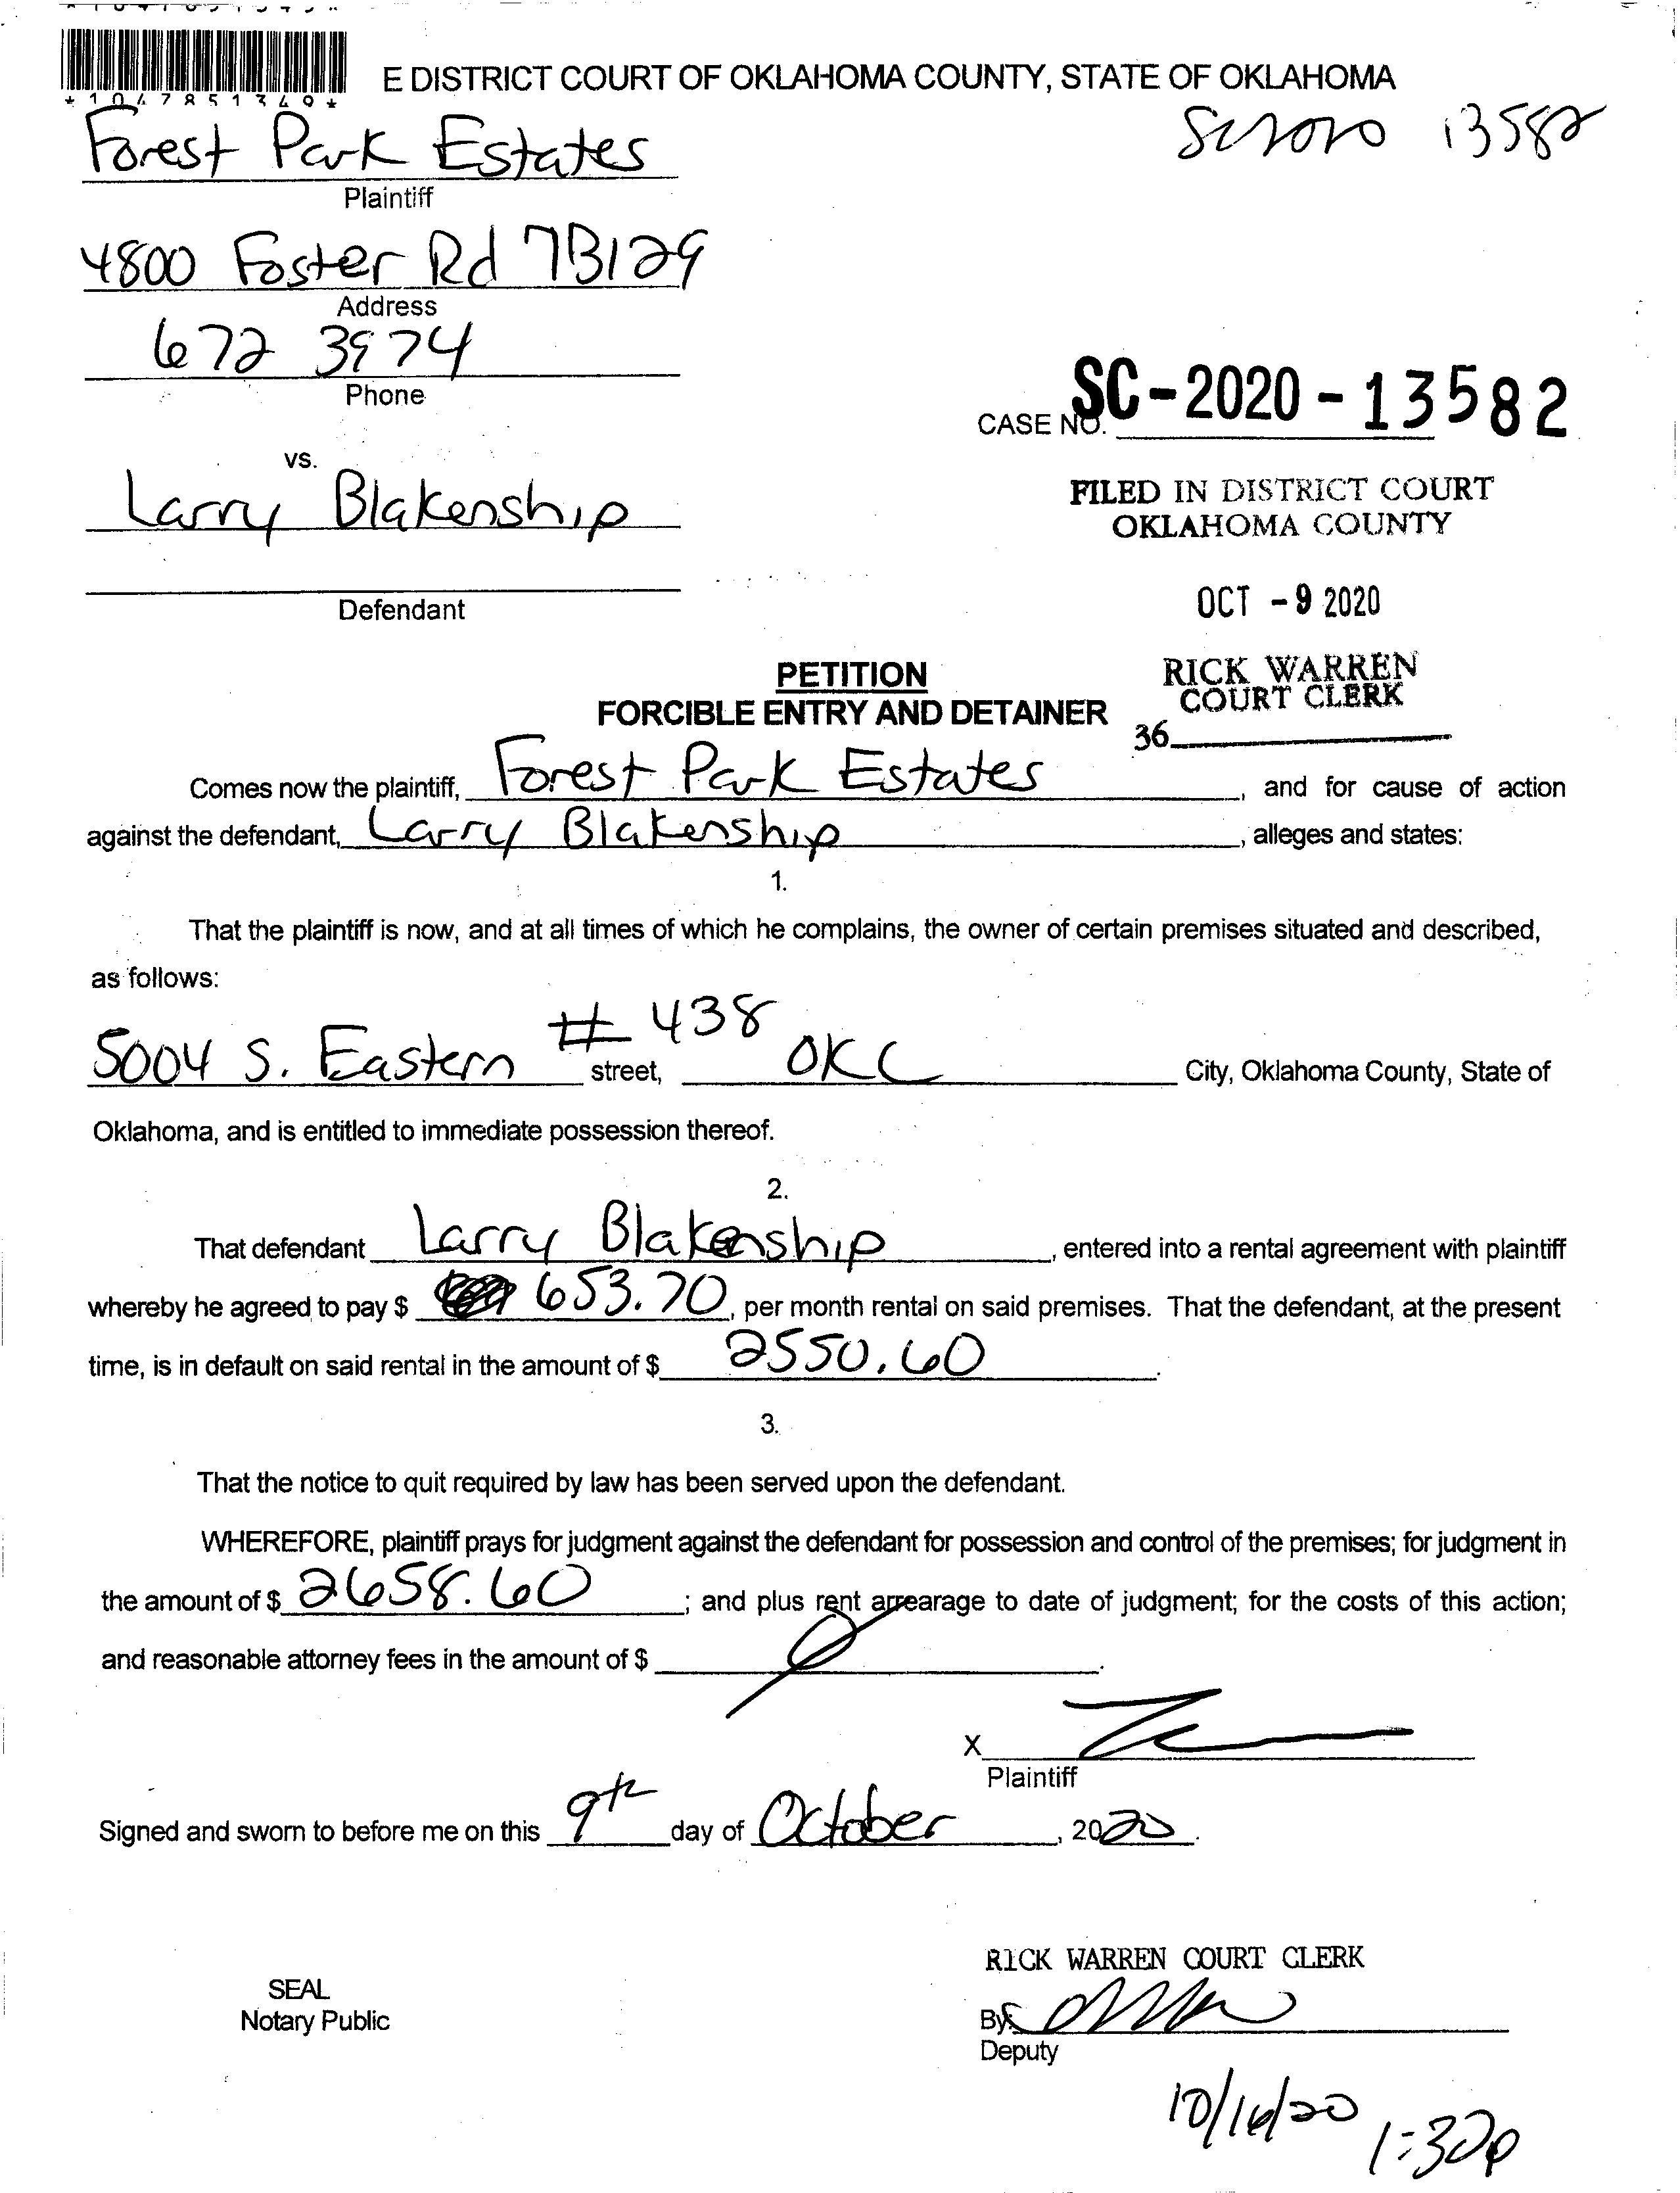 *1047851349*
E DISTRICT COURT OF OKLAHOMA COUNTY, STATE OF OKLAHOMA
Forest Park Estates
SC2020 13582
Plaintiff
4800 Foster Rd 73129
Address
672 3974
Phone
CASE NO. SC-2020-13582
vs.
Larry Blakenship
FILED IN DISTRICT COURT
OKLAHOMA COUNTY
Defendant
OCT -9 2020
PETITION
FORCIBLE ENTRY AND DETAINER
RICK WARREN
COURT CLERK
36
Comes now the plaintiff, Forest Park Estates, and for cause of action
against the defendant, Larry Blakenship, alleges and states:
1.
That the plaintiff is now, and at all times of which he complains, the owner of certain premises situated and described,
as follows:
5004 S. Eastern # 438 street, OKC City, Oklahoma County, State of
Oklahoma, and is entitled to immediate possession thereof.
2.
That defendant Larry Blakenship, entered into a rental agreement with plaintiff
whereby he agreed to pay $ 653.70, per month rental on said premises. That the defendant, at the present
time, is in default on said rental in the amount of $ 2550.60.
3.
That the notice to quit required by law has been served upon the defendant.
WHEREFORE, plaintiff prays for judgment against the defendant for possession and control of the premises; for judgment in
the amount of $ 2658.60; and plus rent arrearage to date of judgment; for the costs of this action;
and reasonable attorney fees in the amount of $ .
X
Plaintiff
Signed and sworn to before me on this 9th day of October, 2020.
RICK WARREN COURT CLERK
SEAL
Notary Public
By:
Deputy
10/16/20 1:30p